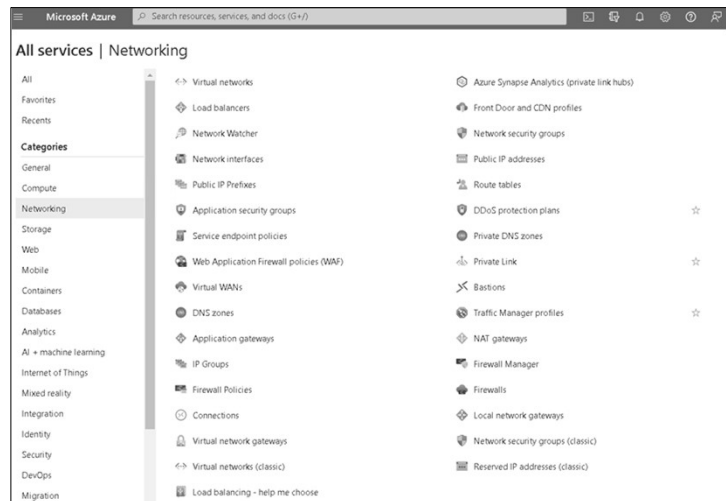 Microsoft Azure
Search resources, services, and docs (G+/)
All services | Networking
All
Favorites
Recents
Categories
General
Compute
Networking
Storage
Web
Mobile
Containers
Databases
Analytics
AI + machine learning
Internet of Things
Mixed reality
Integration
Identity
Security
DevOps
Migration
Virtual networks
Load balancers
Network Watcher
Network interfaces
Public IP Prefixes
Application security groups
Service endpoint policies
Web Application Firewall policies (WAF)
Virtual WANs
DNS zones
Application gateways
IP Groups
Firewall Policies
Connections
Virtual network gateways
Virtual networks (classic)
Load balancing - help me choose
Azure Synapse Analytics (private link hubs)
Front Door and CDN profiles
Network security groups
Public IP addresses
Route tables
DDoS protection plans
Private DNS zones
Private Link
Bastions
Traffic Manager profiles
NAT gateways
Firewall Manager
Firewalls
Local network gateways
Network security groups (classic)
Reserved IP addresses (classic)